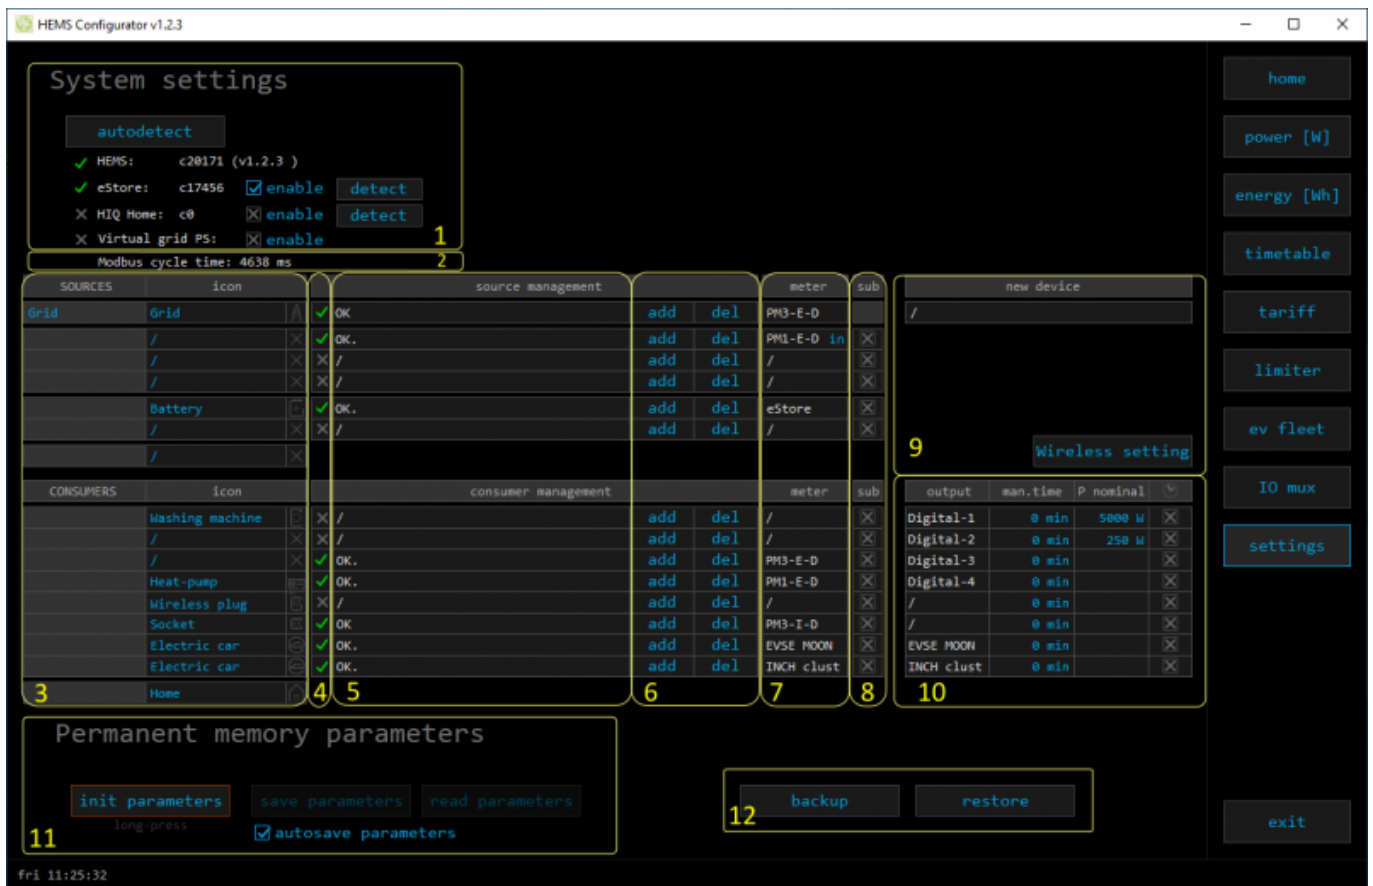 HEMS Configurator v1.2.3
System settings
autodetect
HEMS: c20171 (v1.2.3 )
eStore: c17456 enable detect
HIQ Home: c0 enable detect
Virtual grid PS: enable 1
Modbus cycle time: 4638 ms 2
SOURCES icon source management meter sub
Grid Grid OK add del PM3-E-D
/ OK. add del PM1-E-D in
/ / add del /
/ / add del /
Battery OK. add del eStore
/ / add del /
/
CONSUMERS icon consumer management meter sub
Washing machine / add del /
/ / add del /
/ OK. add del PM3-E-D
Heat-pump OK. add del PM1-E-D
Wireless plug / add del /
Socket OK add del PM3-I-D
Electric car OK. add del EVSE MOON
Electric car OK. add del INCH clust
Home
3 4 5 6 7 8
new device
/
9 Wireless setting
output man.time P nominal
Digital-1 0 min 5000 W
Digital-2 0 min 250 W
Digital-3 0 min
Digital-4 0 min
/ 0 min
/ 0 min
EVSE MOON 0 min
INCH clust 0 min
10
Permanent memory parameters
init parameters save parameters read parameters
long-press
autosave parameters
11
backup restore
12
home
power [W]
energy [Wh]
timetable
tariff
limiter
ev fleet
IO mux
settings
exit
fri 11:25:32